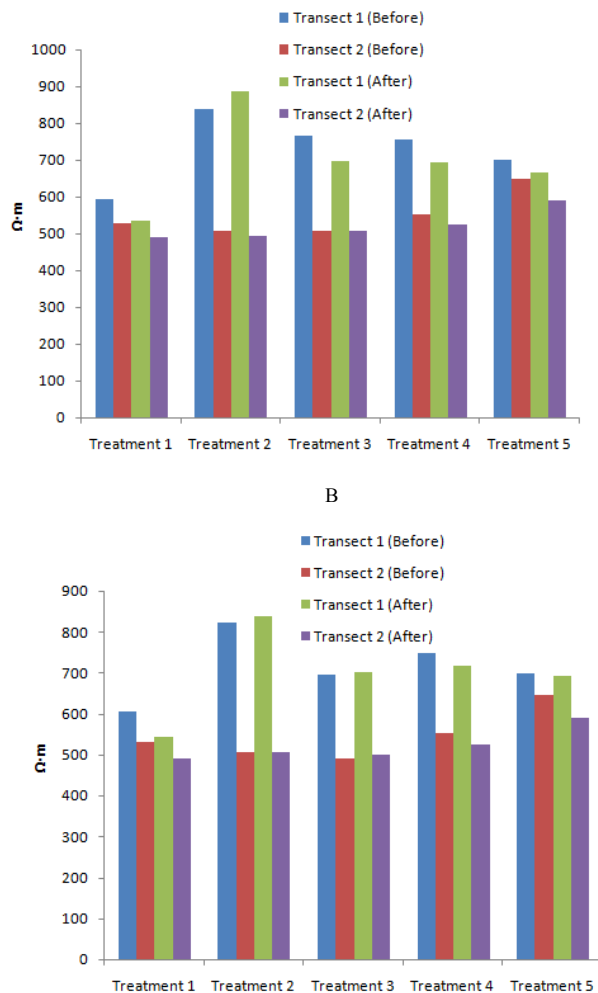 Transect 1 (Before)
Transect 2 (Before)
Transect 1 (After)
Transect 2 (After)
1000
900
800
700
600
500
400
300
200
100
0
Ω·m
Treatment 1 Treatment 2 Treatment 3 Treatment 4 Treatment 5
B
Transect 1 (Before)
Transect 2 (Before)
Transect 1 (After)
Transect 2 (After)
900
800
700
600
500
400
300
200
100
0
Ω·m
Treatment 1 Treatment 2 Treatment 3 Treatment 4 Treatment 5